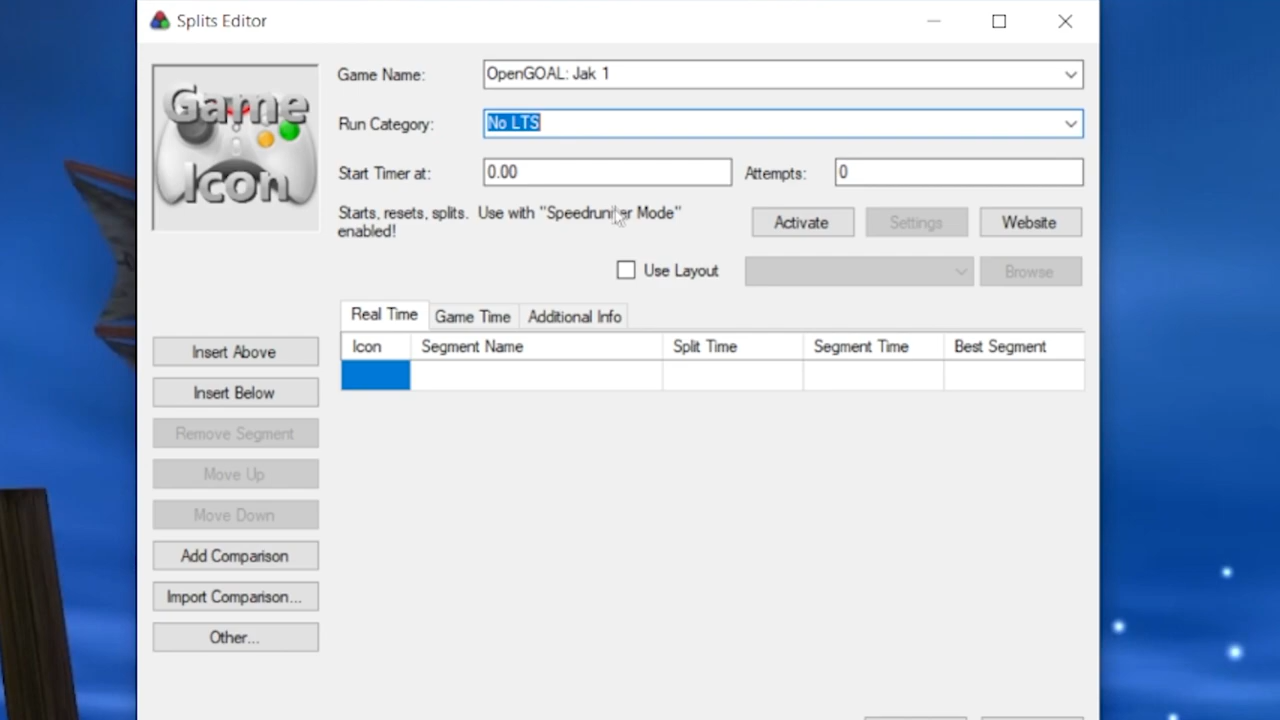 Splits Editor
Game
Icon
Game Name:
OpenGOAL: Jak 1
Run Category:
No LTS
Start Timer at:
0.00
Attempts:
0
Starts, resets, splits. Use with "Speedrunner Mode"
enabled!
Activate
Settings
Website
Use Layout
Browse
Real Time
Game Time
Additional Info
Icon
Segment Name
Split Time
Segment Time
Best Segment
Insert Above
Insert Below
Remove Segment
Move Up
Move Down
Add Comparison
Import Comparison...
Other...